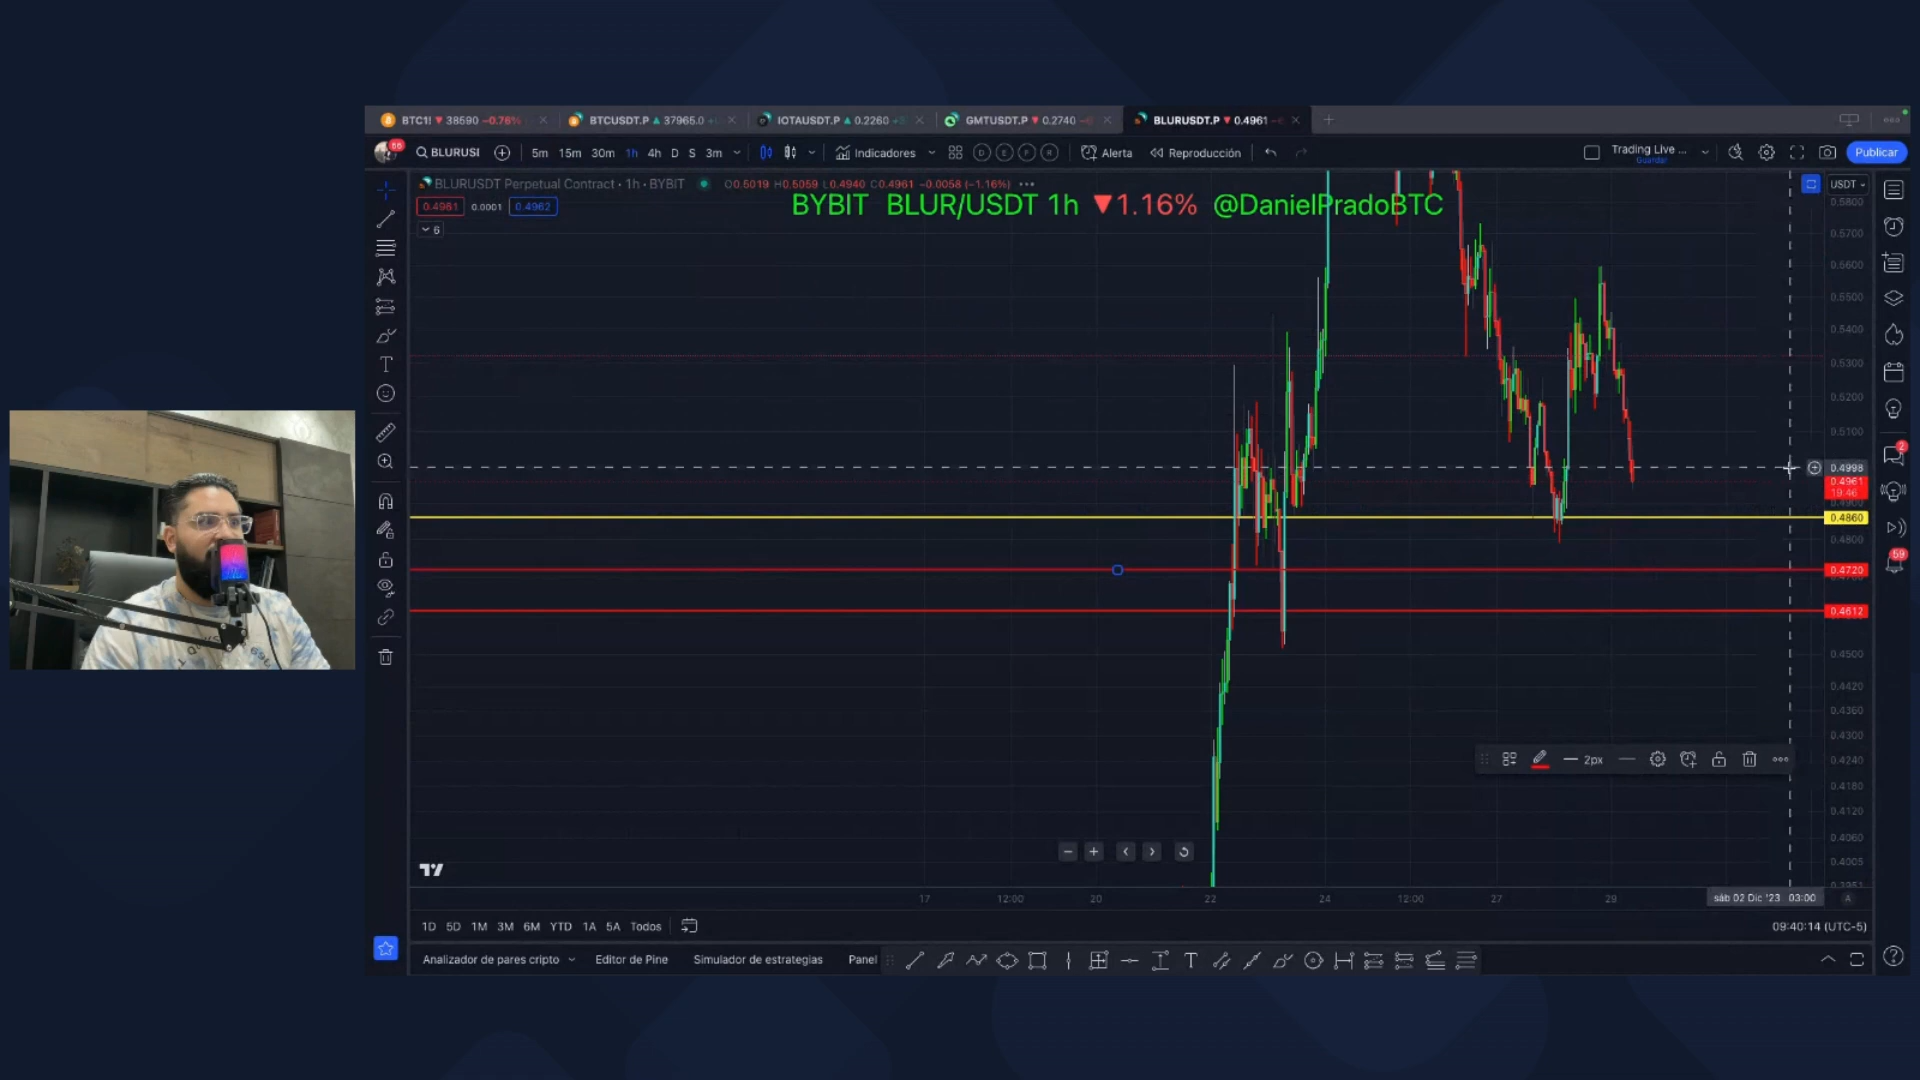 BTC1! ▼ 38590 −0.76%
BTCUSDT.P ▲ 37965.0
IOTAUSDT.P ▲ 0.2260
GMTUSDT.P ▼ 0.2740
BLURUSDT.P ▼ 0.4961
66
BLURUSI
5m 15m 30m 1h 4h D S 3m
Indicadores
D E F R
Alerta
Reproducción
Trading Live ...
Guardar
Publicar
BLURUSDT Perpetual Contract · 1h · BYBIT
O0.5019 H0.5059 L0.4940 C0.4961 −0.0058 (−1.16%)
USDT
0.4961 0.0001 0.4962
BYBIT BLUR/USDT 1h ▼1.16% @DanielPradoBTC
6
0.5800
0.5700
0.5600
0.5500
0.5400
0.5300
0.5200
0.5100
0.4998
0.4961
19:46
0.4860
0.4800
0.4720
0.4612
0.4500
0.4420
0.4360
0.4300
0.4240
0.4180
0.4120
0.4060
0.4005
2
59
2px
17 12:00 20 22 24 12:00 27 29
sáb 02 Dic '23 03:00
A
1D 5D 1M 3M 6M YTD 1A 5A Todos
09:40:14 (UTC-5)
Analizador de pares cripto
Editor de Pine
Simulador de estrategias
Panel